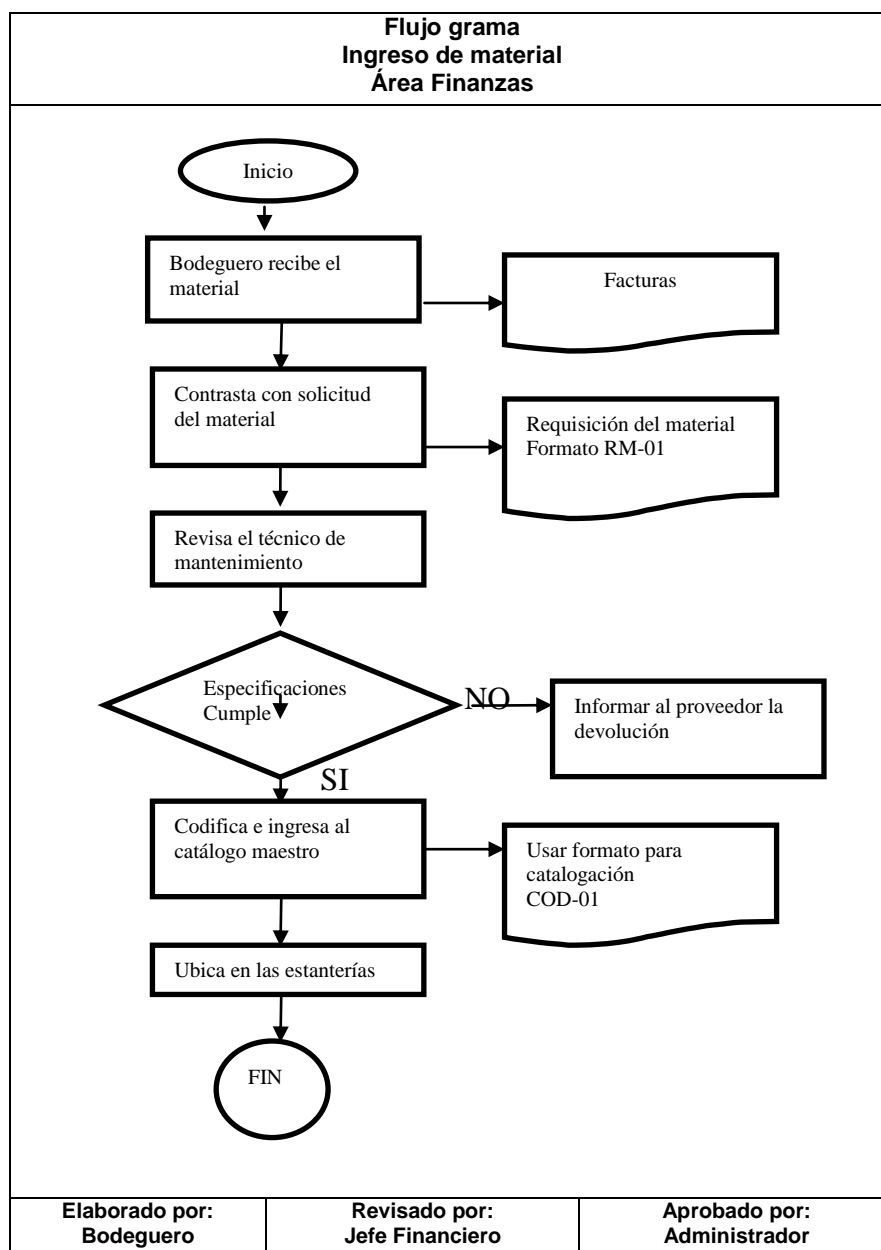 Flujo grama
Ingreso de material
Área Finanzas
Inicio
Bodeguero recibe el
material
Facturas
Contrasta con solicitud
del material
Requisición del material
Formato RM-01
Revisa el técnico de
mantenimiento
Especificaciones
Cumple
NO
Informar al proveedor la
devolución
SI
Codifica e ingresa al
catálogo maestro
Usar formato para
catalogación
COD-01
Ubica en las estanterías
FIN
Elaborado por:
Bodeguero
Revisado por:
Jefe Financiero
Aprobado por:
Administrador